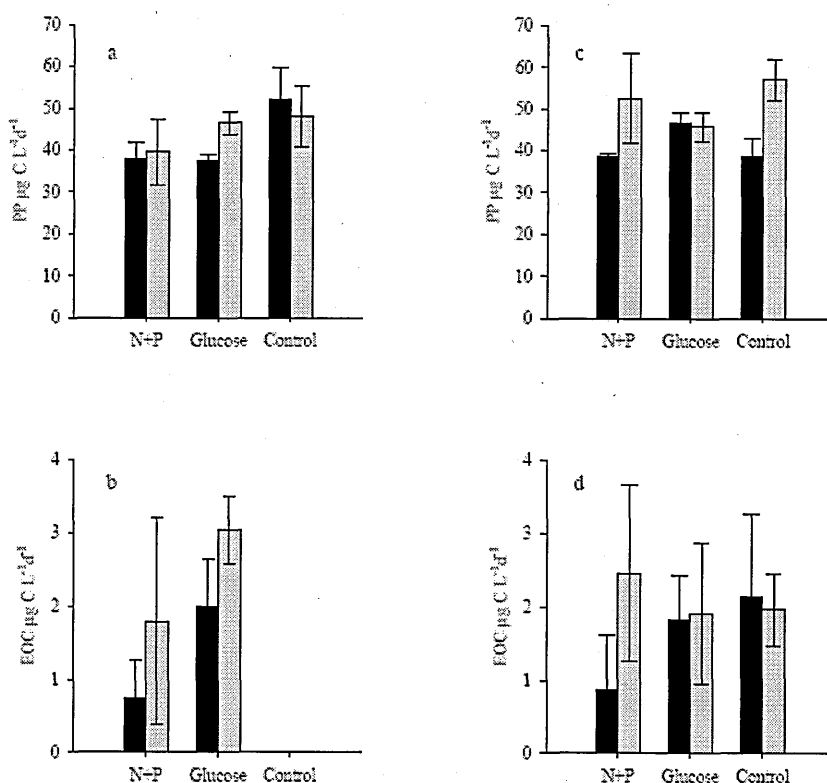 a
PP µg C L⁻¹d⁻¹
70
60
50
40
30
20
10
0
N+P Glucose Control
c
PP µg C L⁻¹d⁻¹
70
60
50
40
30
20
10
0
N+P Glucose Control
b
EOC µg C L⁻¹d⁻¹
4
3
2
1
0
N+P Glucose Control
d
EOC µg C L⁻¹d⁻¹
4
3
2
1
0
N+P Glucose Control